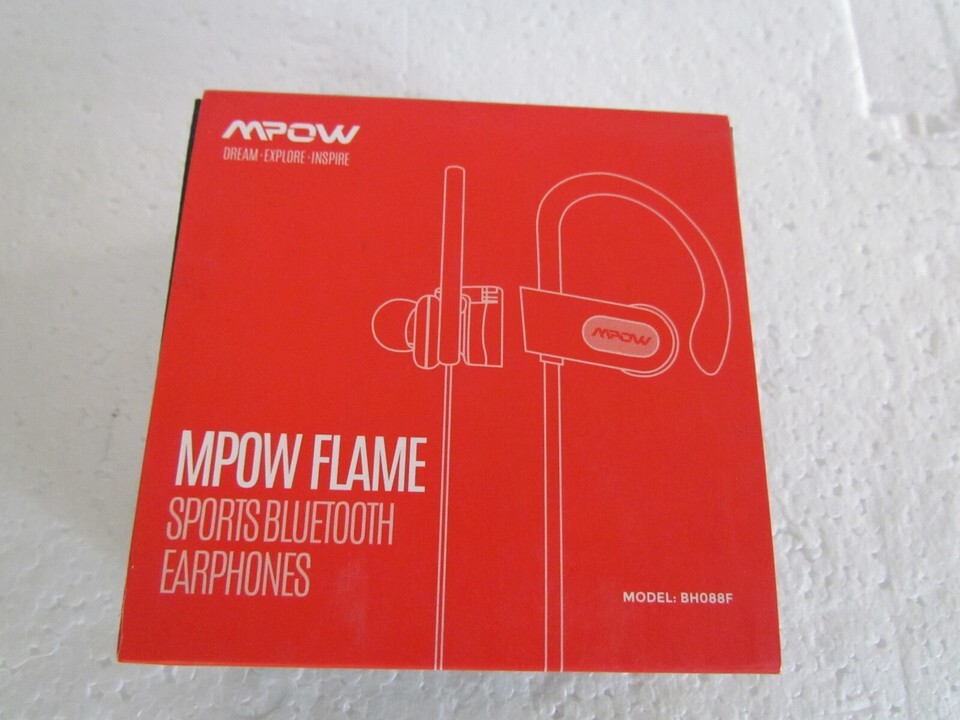 MPOW
DREAM·EXPLORE·INSPIRE
MPOW
MPOW FLAME
SPORTS BLUETOOTH
EARPHONES
MODEL: BH088F